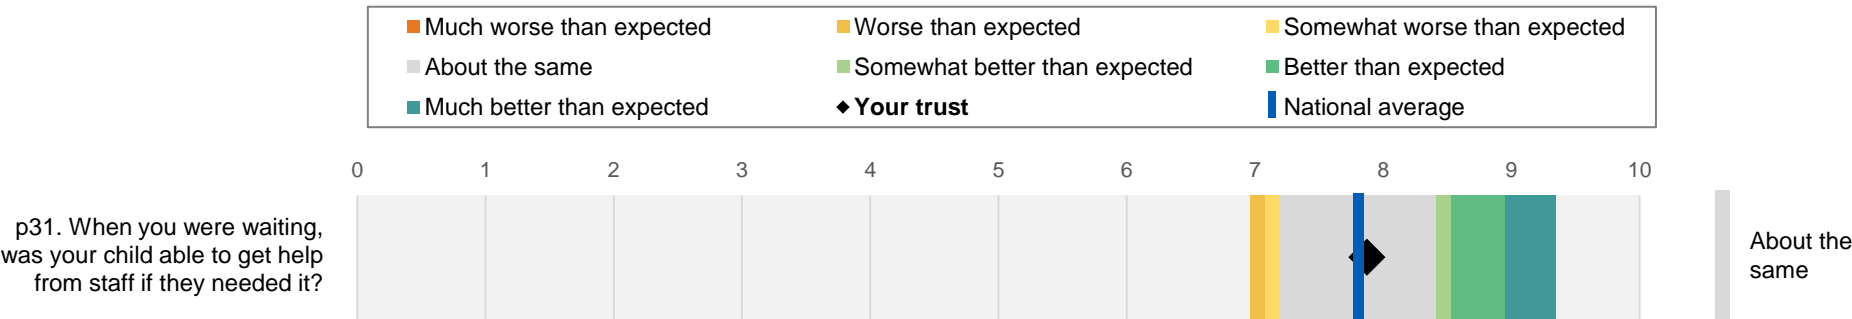 Much worse than expected
Worse than expected
Somewhat worse than expected
About the same
Somewhat better than expected
Better than expected
Much better than expected
Your trust
National average
0 1 2 3 4 5 6 7 8 9 10
p31. When you were waiting,
was your child able to get help
from staff if they needed it?
About the
same